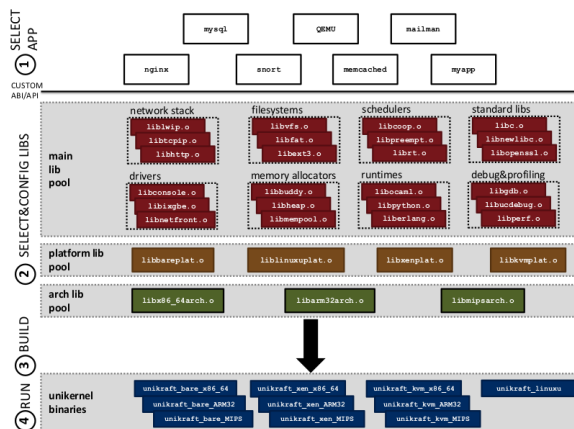 ① SELECT
APP
mysql
QEMU
mailman
nginx
snort
memcached
myapp
CUSTOM
ABI/API
② SELECT&CONFIG LIBS
main
lib
pool
network stack
liblwip.o
libtcpip.o
libhttp.o
filesystems
libvfs.o
libfat.o
libext3.o
schedulers
libcoop.o
libpreempt.o
librt.o
standard libs
libc.o
libnewlibc.o
libopenssl.o
drivers
libconsole.o
libixgbe.o
libnetfront.o
memory allocators
libbuddy.o
libheap.o
libmempool.o
runtimes
libocaml.o
libpython.o
liberlang.o
debug&profiling
libgdb.o
libucdebug.o
libperf.o
platform lib
pool
libbareplat.o
liblinuxuplat.o
libxenplat.o
libkvmplat.o
arch lib
pool
libx86_64arch.o
libarm32arch.o
libmipsarch.o
③ BUILD
④ RUN
unikernel
binaries
unikraft_bare_x86_64
unikraft_bare_ARM32
unikraft_bare_MIPS
unikraft_xen_x86_64
unikraft_xen_ARM32
unikraft_xen_MIPS
unikraft_kvm_x86_64
unikraft_kvm_ARM32
unikraft_kvm_MIPS
unikraft_linuxu